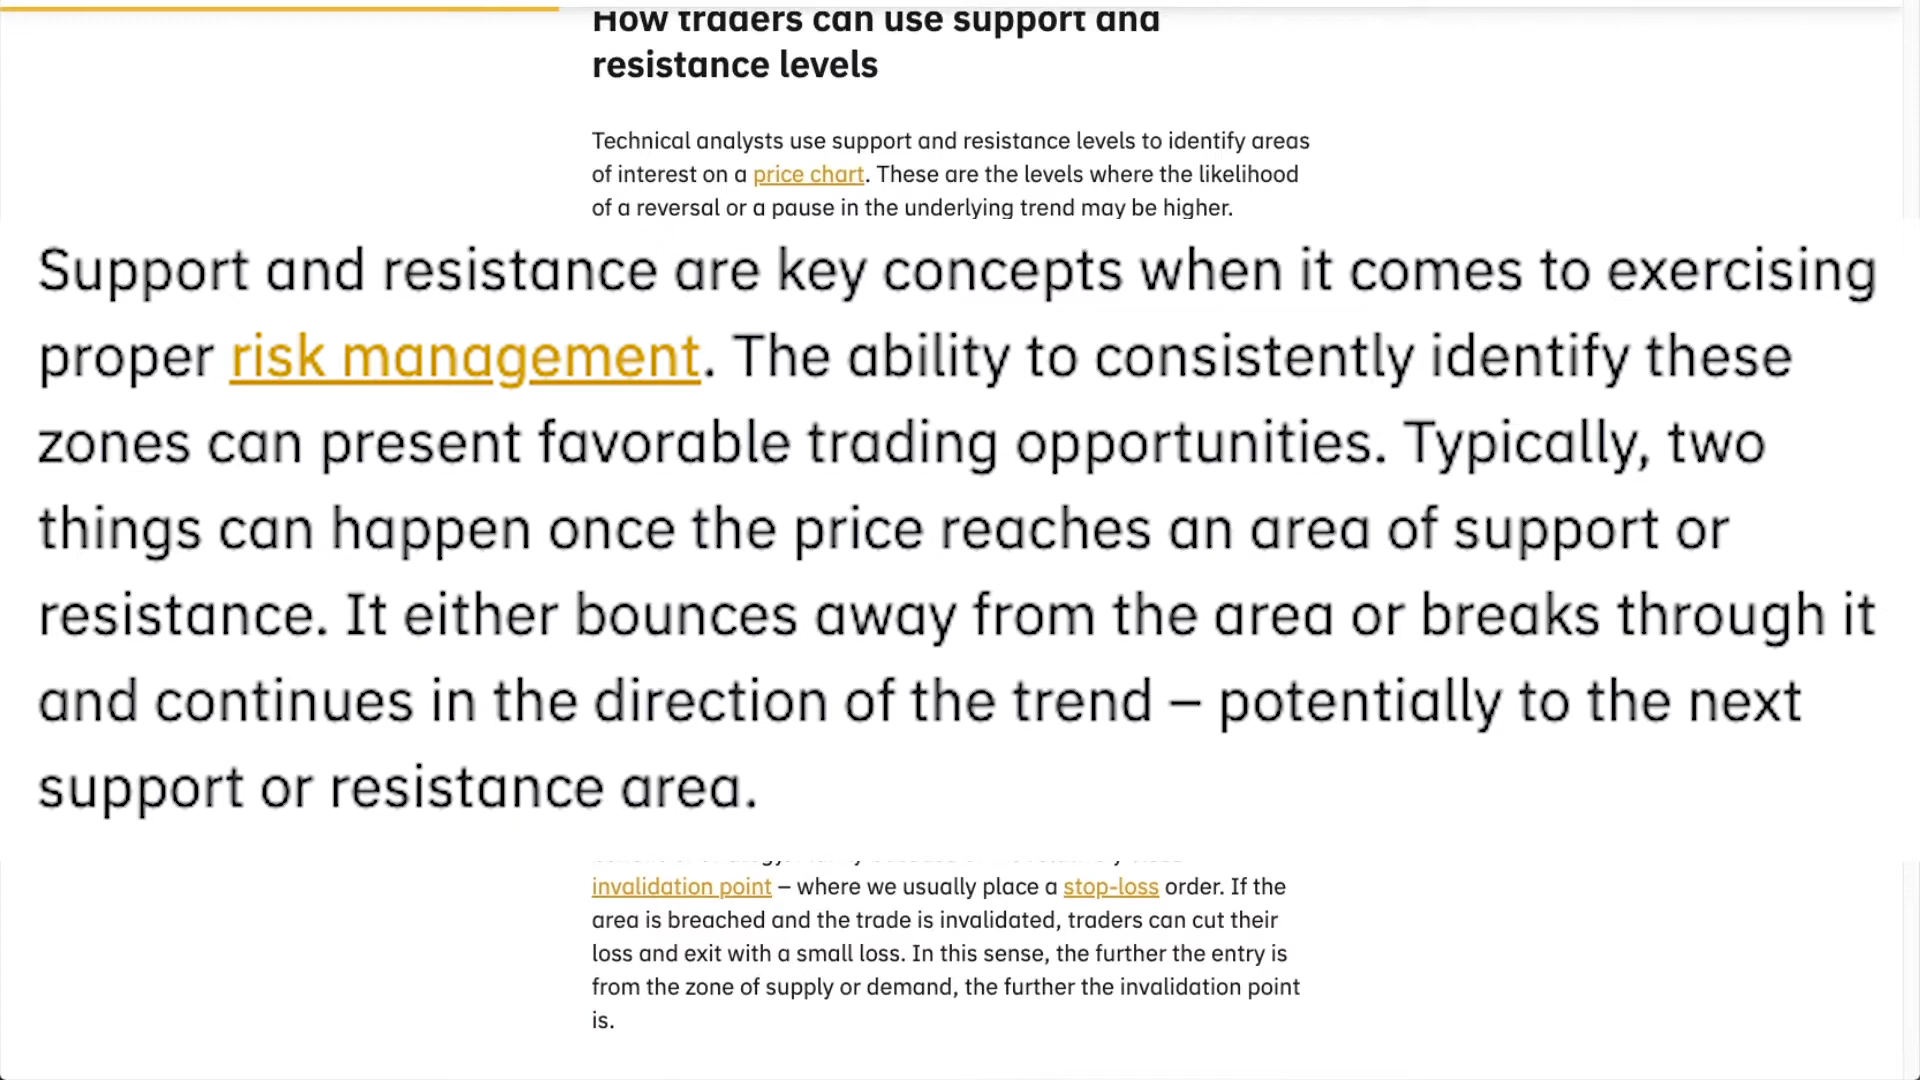 How traders can use support and
resistance levels
Technical analysts use support and resistance levels to identify areas
of interest on a price chart. These are the levels where the likelihood
of a reversal or a pause in the underlying trend may be higher.
Support and resistance are key concepts when it comes to exercising
proper risk management. The ability to consistently identify these
zones can present favorable trading opportunities. Typically, two
things can happen once the price reaches an area of support or
resistance. It either bounces away from the area or breaks through it
and continues in the direction of the trend – potentially to the next
support or resistance area.
invalidation point – where we usually place a stop-loss order. If the
area is breached and the trade is invalidated, traders can cut their
loss and exit with a small loss. In this sense, the further the entry is
from the zone of supply or demand, the further the invalidation point
is.